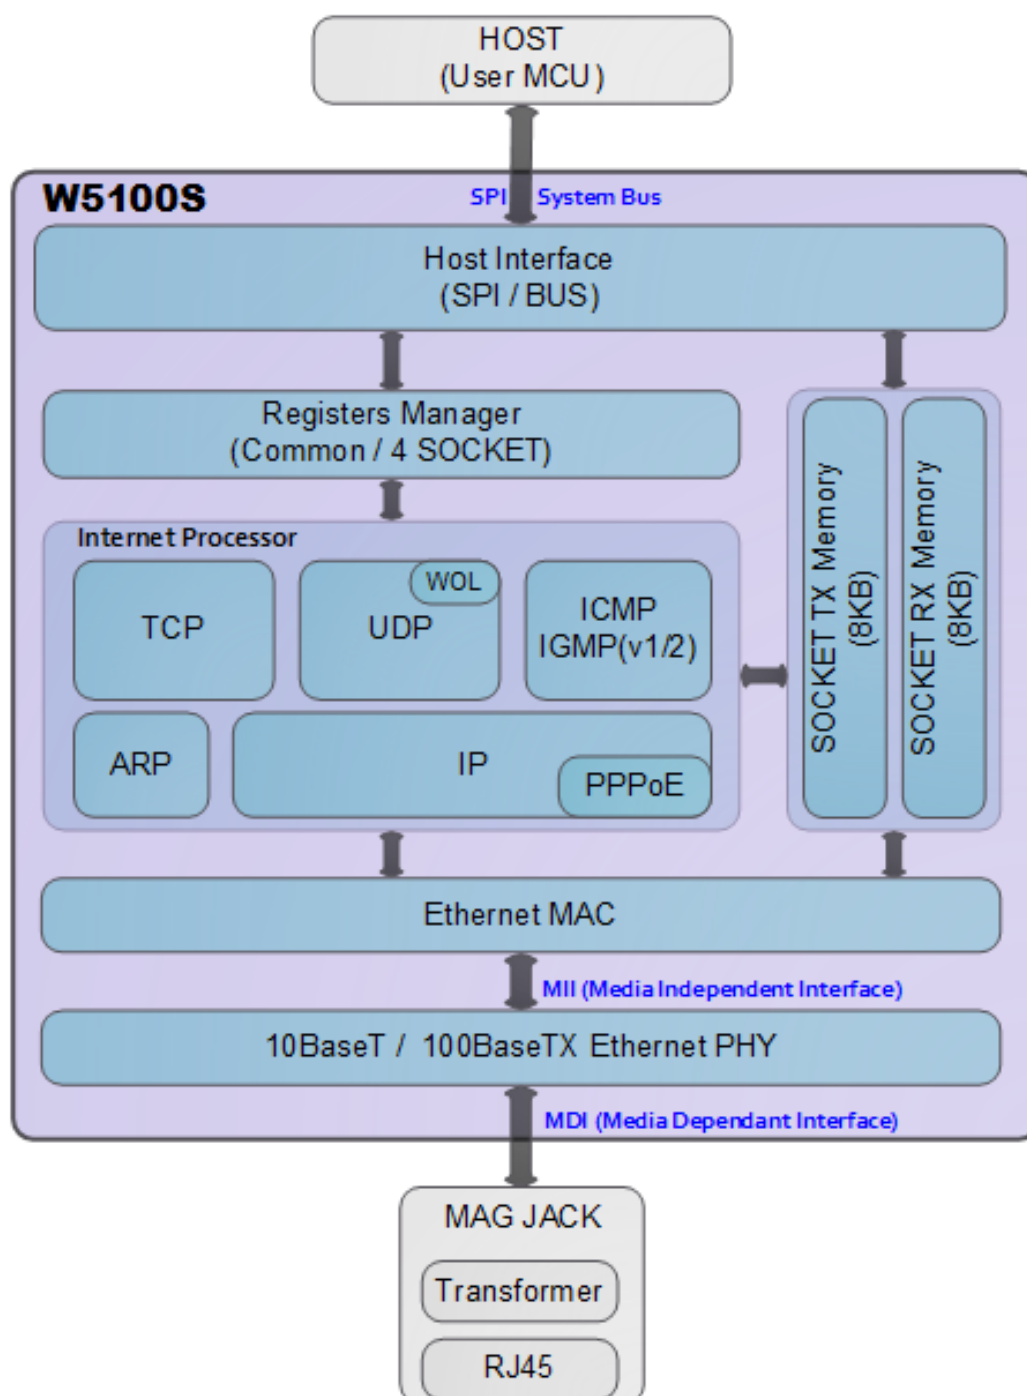 HOST
(User MCU)
W5100S
SPI System Bus
Host Interface
(SPI / BUS)
Registers Manager
(Common / 4 SOCKET)
Internet Processor
TCP
UDP
WOL
ICMP
IGMP(v1/2)
ARP
IP
PPPoE
SOCKET TX Memory
(8KB)
SOCKET RX Memory
(8KB)
Ethernet MAC
MII (Media Independent Interface)
10BaseT / 100BaseTX Ethernet PHY
MDI (Media Dependant Interface)
MAG JACK
Transformer
RJ45